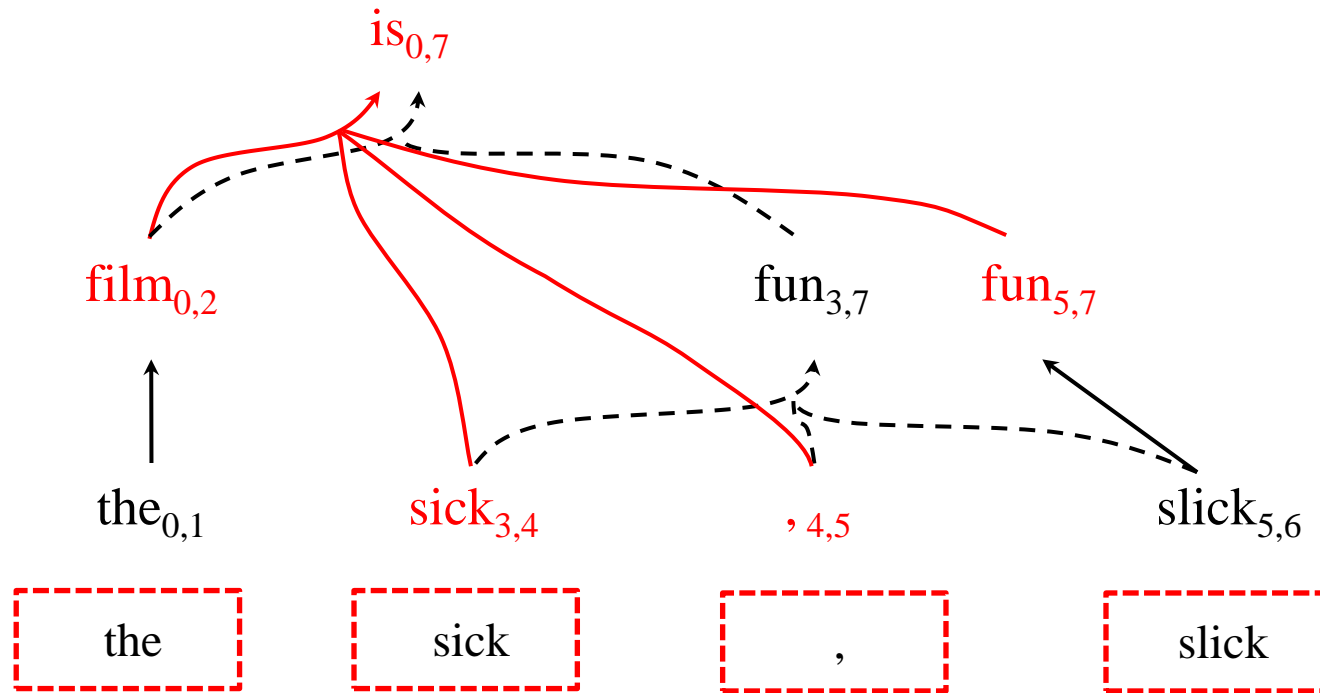 is0,7
film0,2 fun3,7 fun5,7
the0,1 sick3,4 , 4,5 slick5,6
the sick , slick